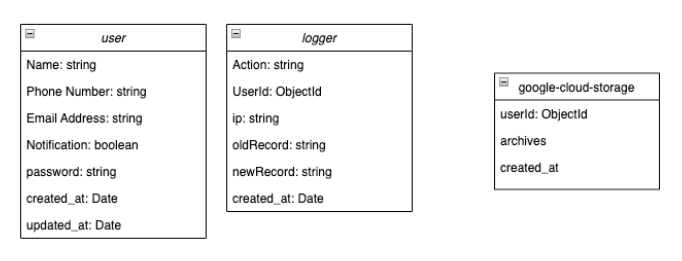 user
Name: string
Phone Number: string
Email Address: string
Notification: boolean
password: string
created_at: Date
updated_at: Date
logger
Action: string
UserId: ObjectId
ip: string
oldRecord: string
newRecord: string
created_at: Date
google-cloud-storage
userId: ObjectId
archives
created_at